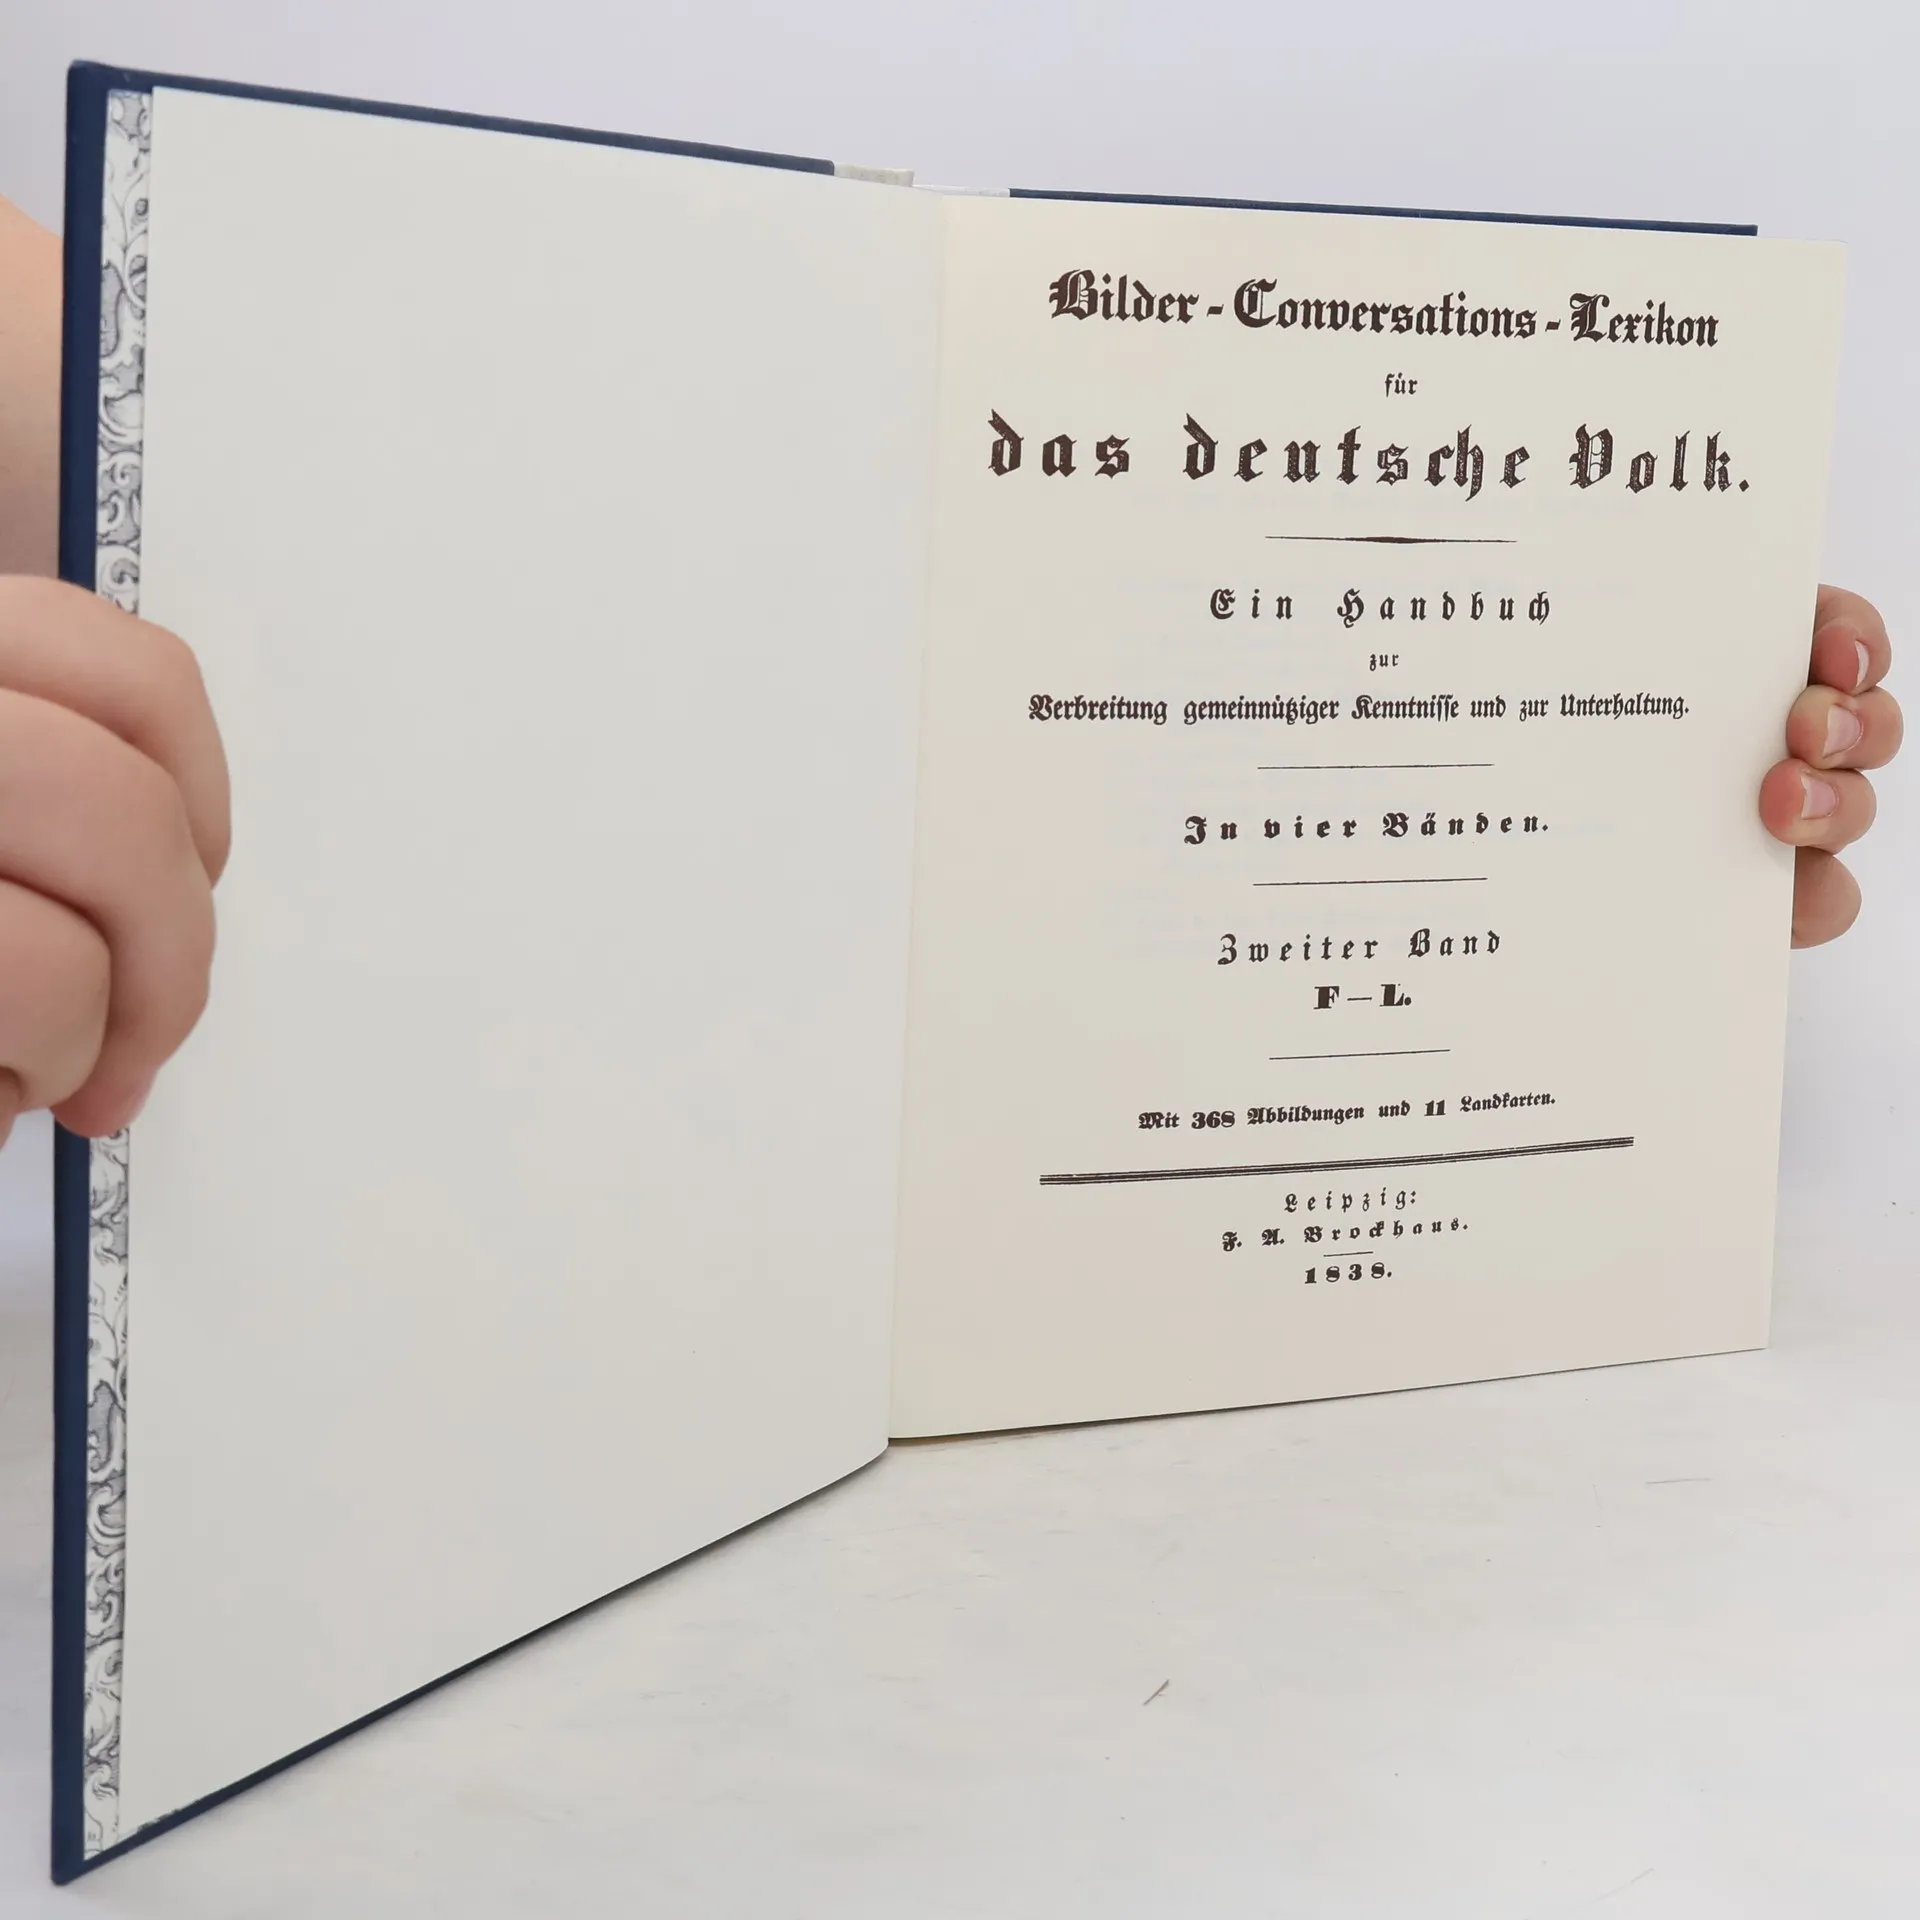 Bilder-Conversations-Lexikon
für
das deutsche Volk.
Ein Handbuch
zur
Verbreitung gemeinnütziger Kenntnisse und zur Unterhaltung.
In vier Bänden.
Zweiter Band
F—L.
Mit 368 Abbildungen und 11 Landkarten.
Leipzig:
F. A. Brockhaus.
1838.